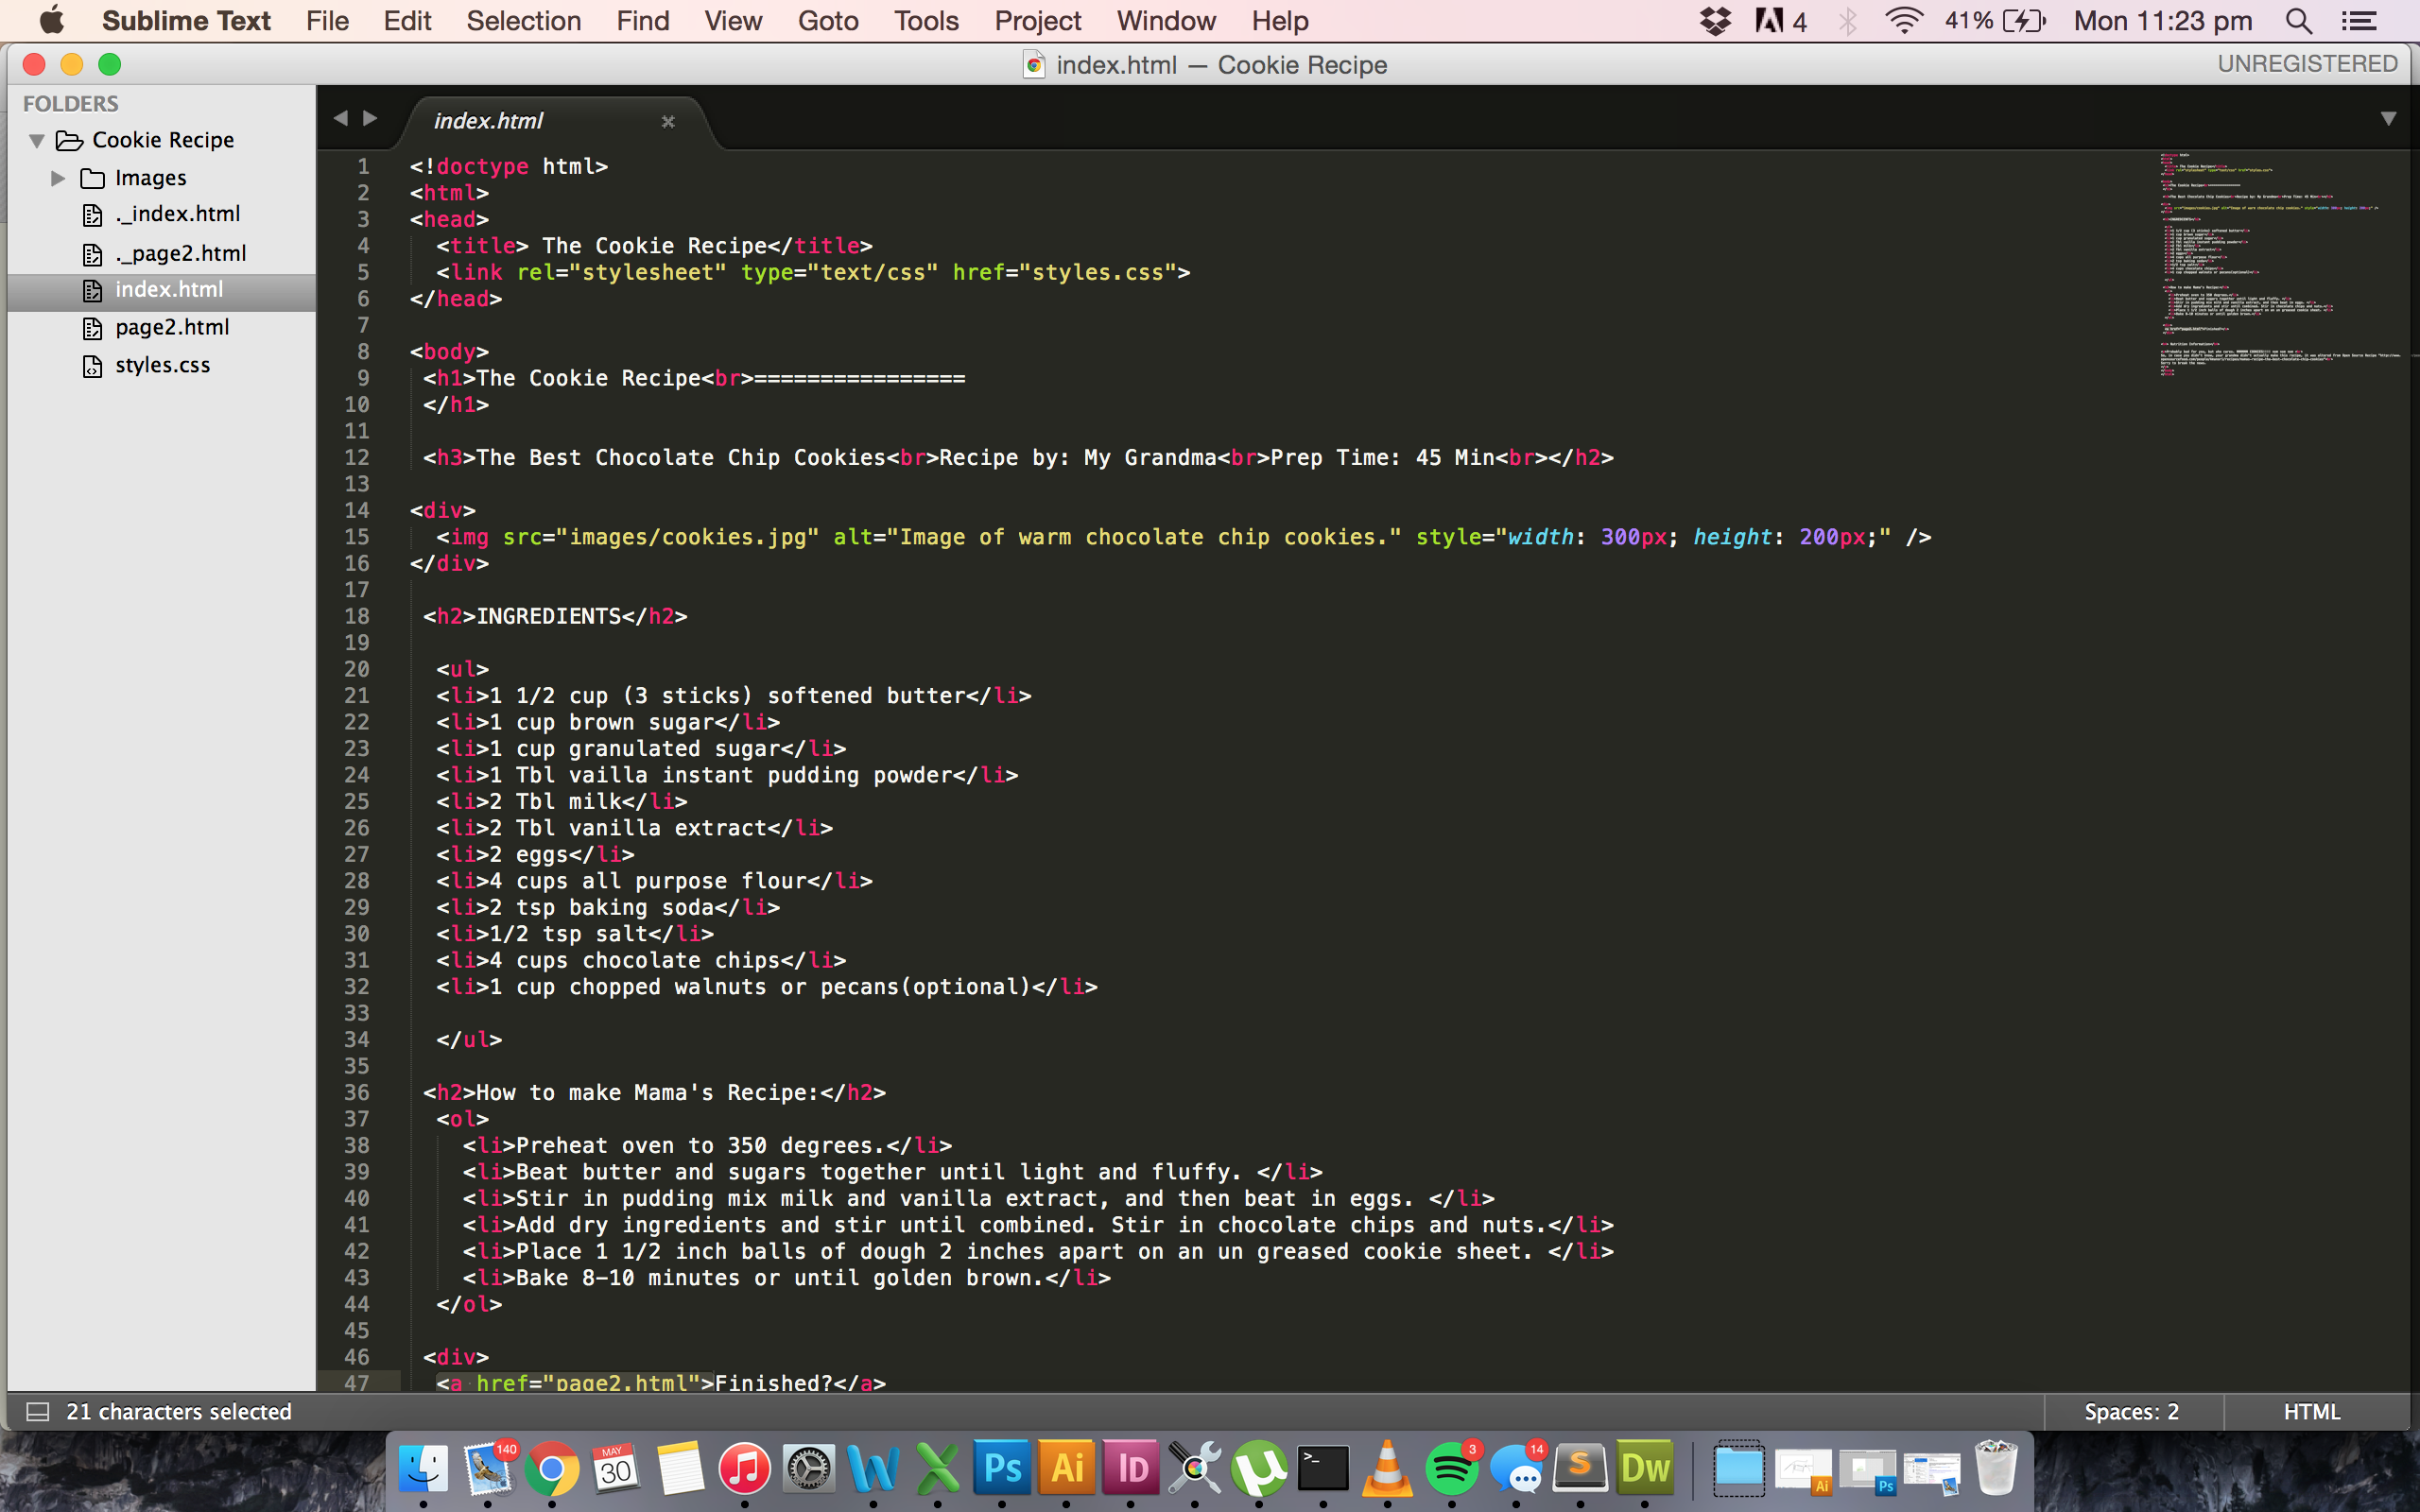 Sublime Text File Edit Selection Find View Goto Tools Project Window Help 4 41% Mon 11:23 pm
index.html — Cookie Recipe UNREGISTERED
FOLDERS
Cookie Recipe
Images
._index.html
._page2.html
index.html
page2.html
styles.css
index.html
1 <!doctype html>
2 <html>
3 <head>
4 <title> The Cookie Recipe</title>
5 <link rel="stylesheet" type="text/css" href="styles.css">
6 </head>
7
8 <body>
9 <h1>The Cookie Recipe<br>================
10 </h1>
11
12 <h3>The Best Chocolate Chip Cookies<br>Recipe by: My Grandma<br>Prep Time: 45 Min<br></h2>
13
14 <div>
15 <img src="images/cookies.jpg" alt="Image of warm chocolate chip cookies." style="width: 300px; height: 200px;" />
16 </div>
17
18 <h2>INGREDIENTS</h2>
19
20 <ul>
21 <li>1 1/2 cup (3 sticks) softened butter</li>
22 <li>1 cup brown sugar</li>
23 <li>1 cup granulated sugar</li>
24 <li>1 Tbl vailla instant pudding powder</li>
25 <li>2 Tbl milk</li>
26 <li>2 Tbl vanilla extract</li>
27 <li>2 eggs</li>
28 <li>4 cups all purpose flour</li>
29 <li>2 tsp baking soda</li>
30 <li>1/2 tsp salt</li>
31 <li>4 cups chocolate chips</li>
32 <li>1 cup chopped walnuts or pecans(optional)</li>
33
34 </ul>
35
36 <h2>How to make Mama's Recipe:</h2>
37 <ol>
38 <li>Preheat oven to 350 degrees.</li>
39 <li>Beat butter and sugars together until light and fluffy. </li>
40 <li>Stir in pudding mix milk and vanilla extract, and then beat in eggs. </li>
41 <li>Add dry ingredients and stir until combined. Stir in chocolate chips and nuts.</li>
42 <li>Place 1 1/2 inch balls of dough 2 inches apart on an un greased cookie sheet. </li>
43 <li>Bake 8-10 minutes or until golden brown.</li>
44 </ol>
45
46 <div>
47 <a href="page2.html">Finished?</a>
21 characters selected Spaces: 2 HTML
140 MAY 30 Ps Ai Id 3 14 S Dw Ai Ps